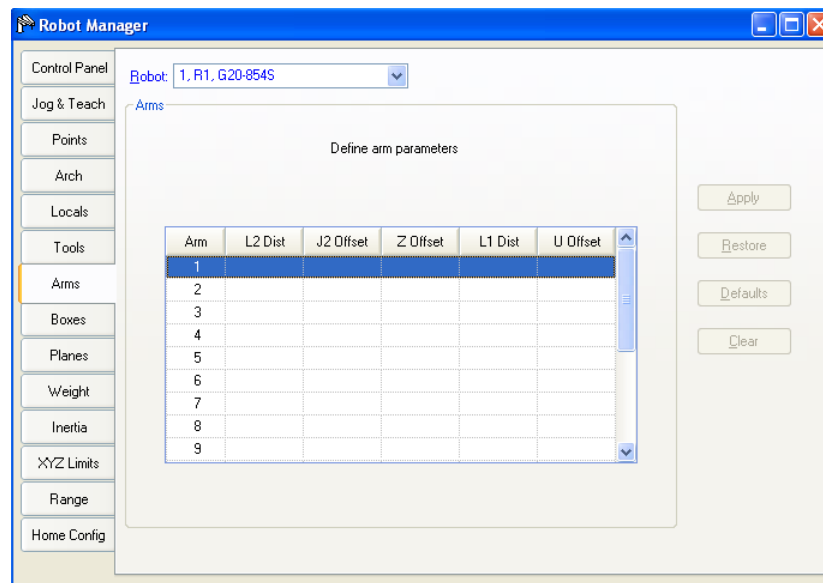 Robot Manager
Control Panel
Jog & Teach
Points
Arch
Locals
Tools
Arms
Boxes
Planes
Weight
Inertia
XYZ Limits
Range
Home Config
Robot: 1, R1, G20-854S
Arms
Define arm parameters
Arm L2 Dist J2 Offset Z Offset L1 Dist U Offset
1
2
3
4
5
6
7
8
9
Apply
Restore
Defaults
Clear